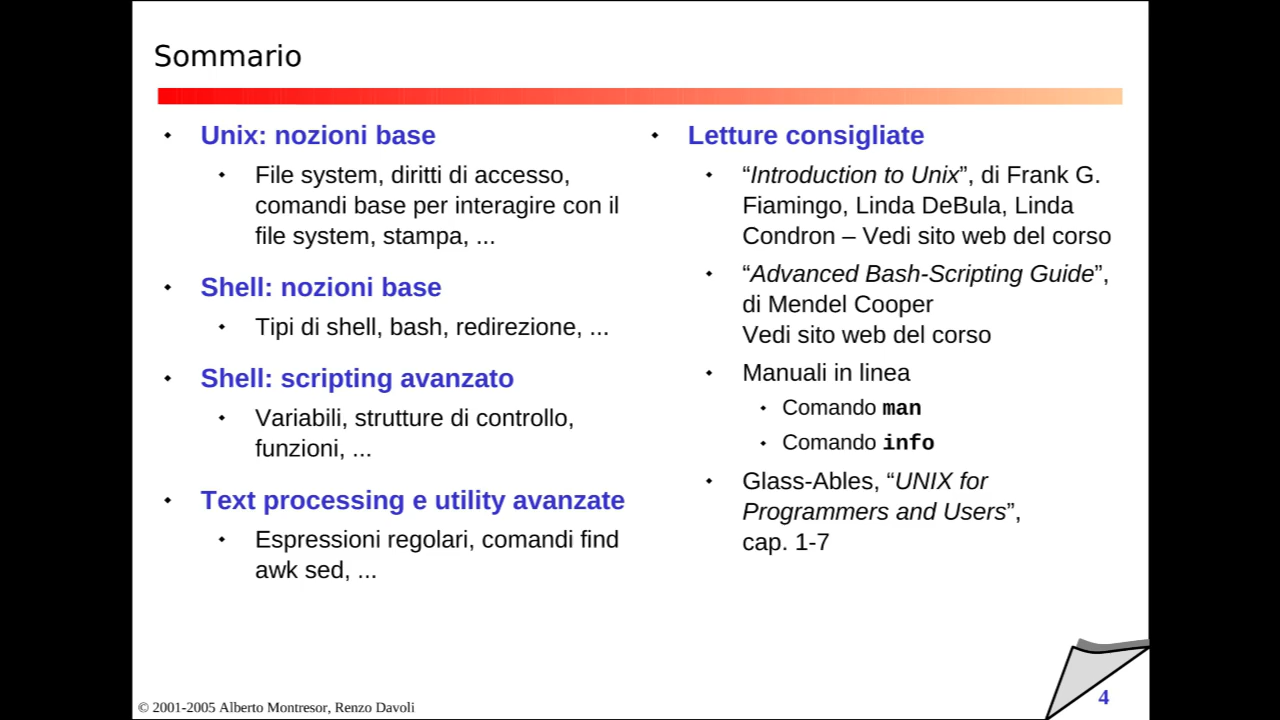 Sommario
Unix: nozioni base
File system, diritti di accesso,
comandi base per interagire con il
file system, stampa, ...
Shell: nozioni base
Tipi di shell, bash, redirezione, ...
Shell: scripting avanzato
Variabili, strutture di controllo,
funzioni, ...
Text processing e utility avanzate
Espressioni regolari, comandi find
awk sed, ...
Letture consigliate
“Introduction to Unix”, di Frank G.
Fiamingo, Linda DeBula, Linda
Condron – Vedi sito web del corso
“Advanced Bash-Scripting Guide”,
di Mendel Cooper
Vedi sito web del corso
Manuali in linea
Comando man
Comando info
Glass-Ables, “UNIX for
Programmers and Users”,
cap. 1-7
© 2001-2005 Alberto Montresor, Renzo Davoli
4